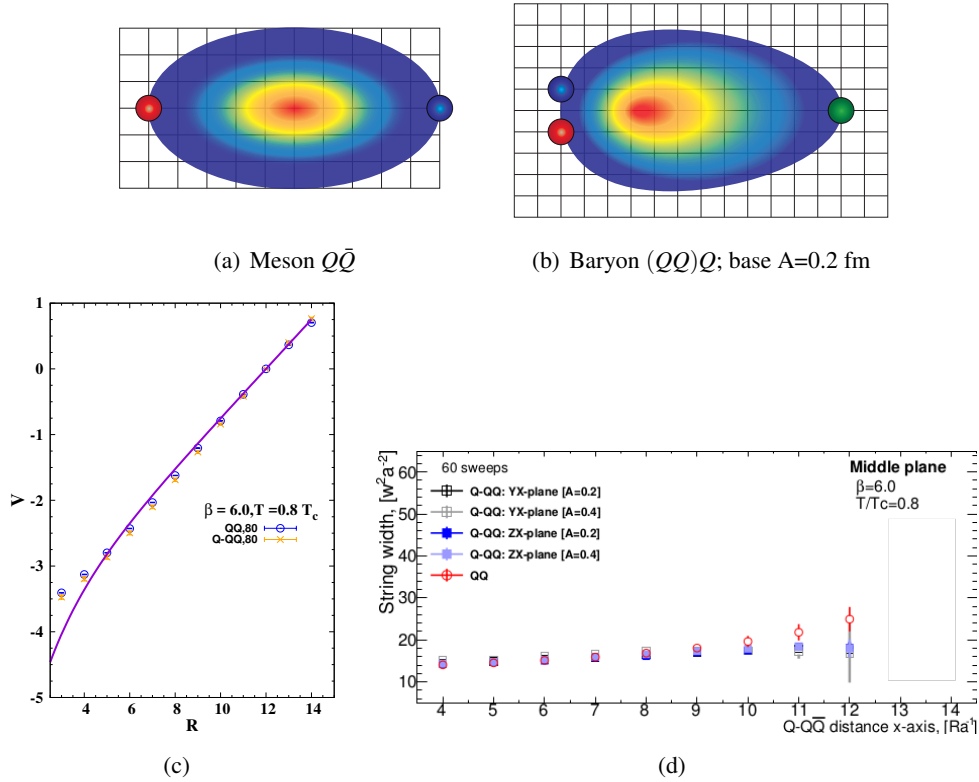 (a) Meson QQ̄
(b) Baryon (QQ)Q; base A=0.2 fm
1
0
-1
-2
-3
-4
-5
V
β = 6.0,T =0.8 Tc
QQ,80
Q-QQ,80
4 6 8 10 12 14
R
(c)
60 sweeps
Q-QQ: YX-plane [A=0.2]
Q-QQ: YX-plane [A=0.4]
Q-QQ: ZX-plane [A=0.2]
Q-QQ: ZX-plane [A=0.4]
QQ
Middle plane
β=6.0
T/Tc=0.8
String width, [w²a⁻²]
60
50
40
30
20
10
4 5 6 7 8 9 10 11 12 13 14
Q-QQ̅ distance x-axis, [Ra⁻¹]
(d)